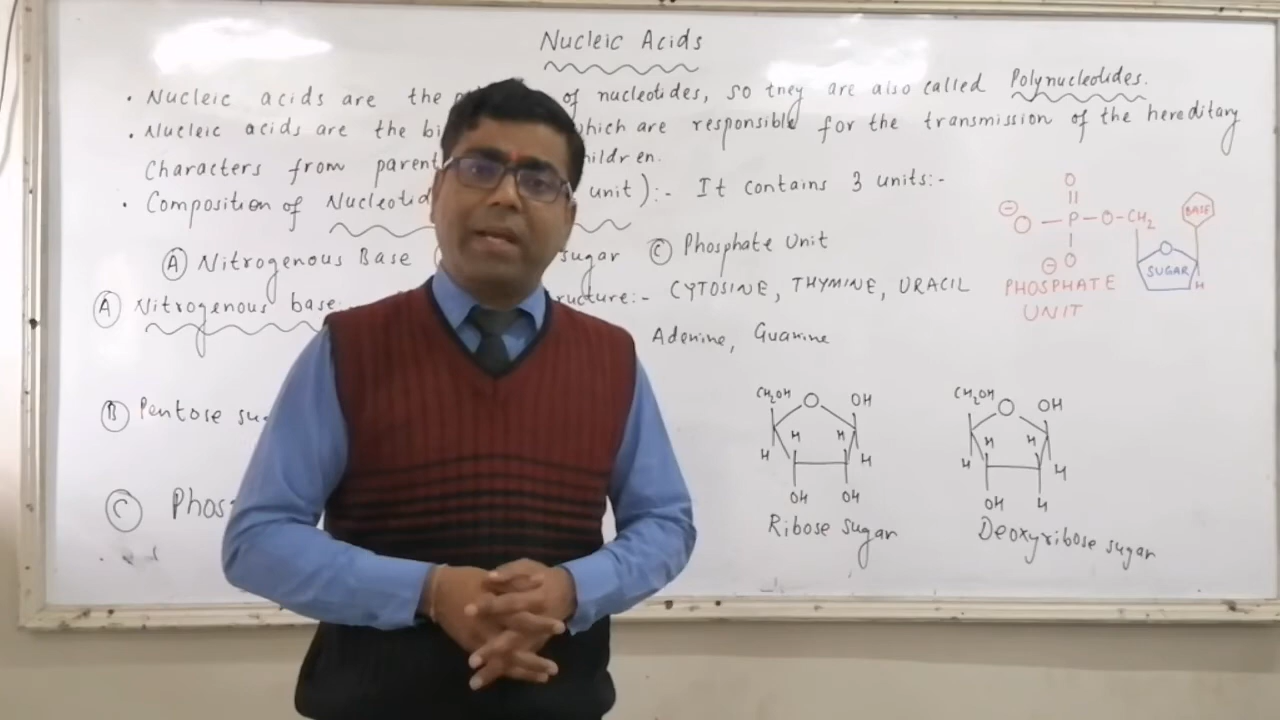 Nucleic Acids
• Nucleic acids are the of nucleotides, so they are also called Polynucleotides.
• Nucleic acids are the which are responsible for the transmission of the hereditary
Characters from parent
• Composition of unit):- It contains 3 units:-
Ⓐ Nitrogenous Base sugar Ⓒ Phosphate Unit
Ⓐ Nitrogenous base :- CYTOSINE, THYMINE, URACIL
Adenine, Guanine
Ⓑ Pentose
Ⓒ
O
⊖ O — P — O — CH2 BASE
O ⊖ O SUGAR H
PHOSPHATE
UNIT
CH2OH O OH
H H H H
OH OH
Ribose sugar
CH2OH O OH
H H H H
OH H
Deoxyribose sugar